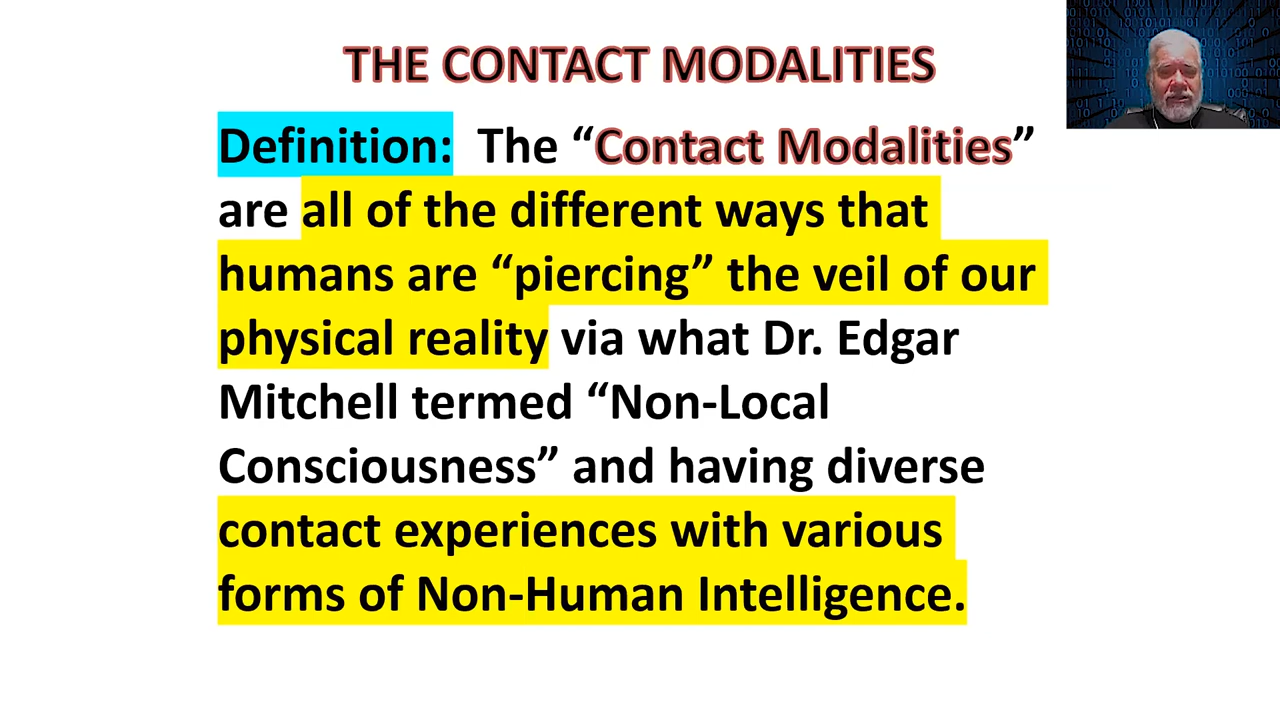 THE CONTACT MODALITIES
Definition: The “Contact Modalities”
are all of the different ways that
humans are “piercing” the veil of our
physical reality via what Dr. Edgar
Mitchell termed “Non-Local
Consciousness” and having diverse
contact experiences with various
forms of Non-Human Intelligence.